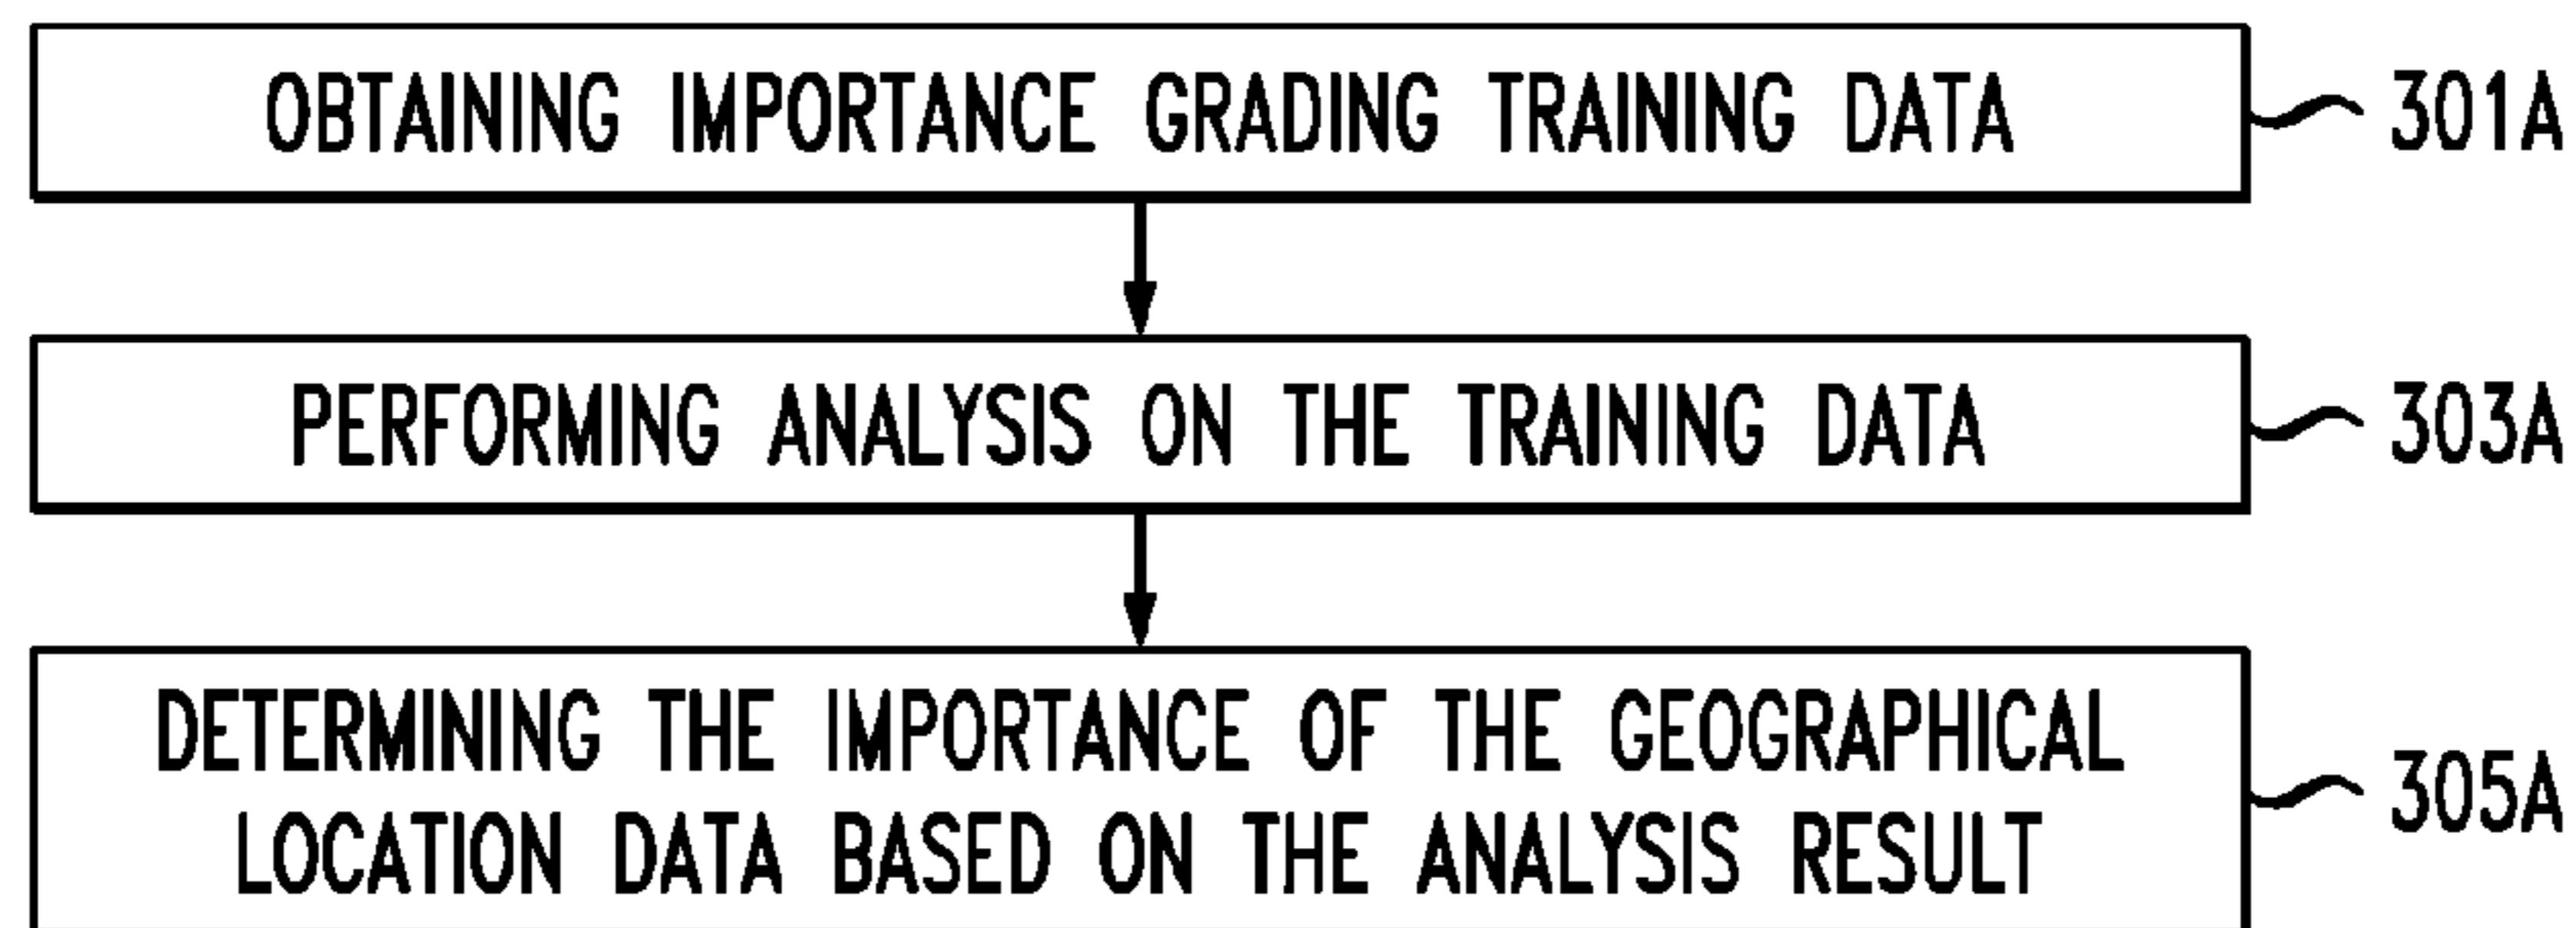 OBTAINING IMPORTANCE GRADING TRAINING DATA
301A
PERFORMING ANALYSIS ON THE TRAINING DATA
303A
DETERMINING THE IMPORTANCE OF THE GEOGRAPHICAL
LOCATION DATA BASED ON THE ANALYSIS RESULT
305A